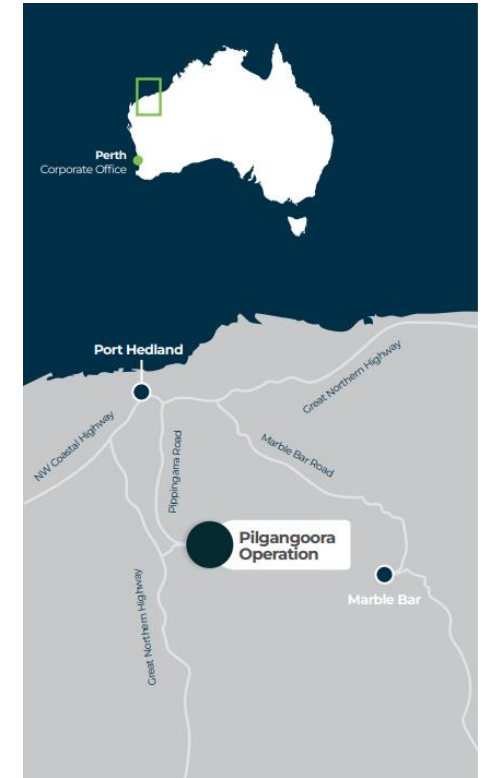 Perth
Corporate Office
Port Hedland
Great Northern Highway
NW Coastal Highway
Pippingarra Road
Marble Bar Road
Pilgangoora
Operation
Marble Bar
Great Northern Highway